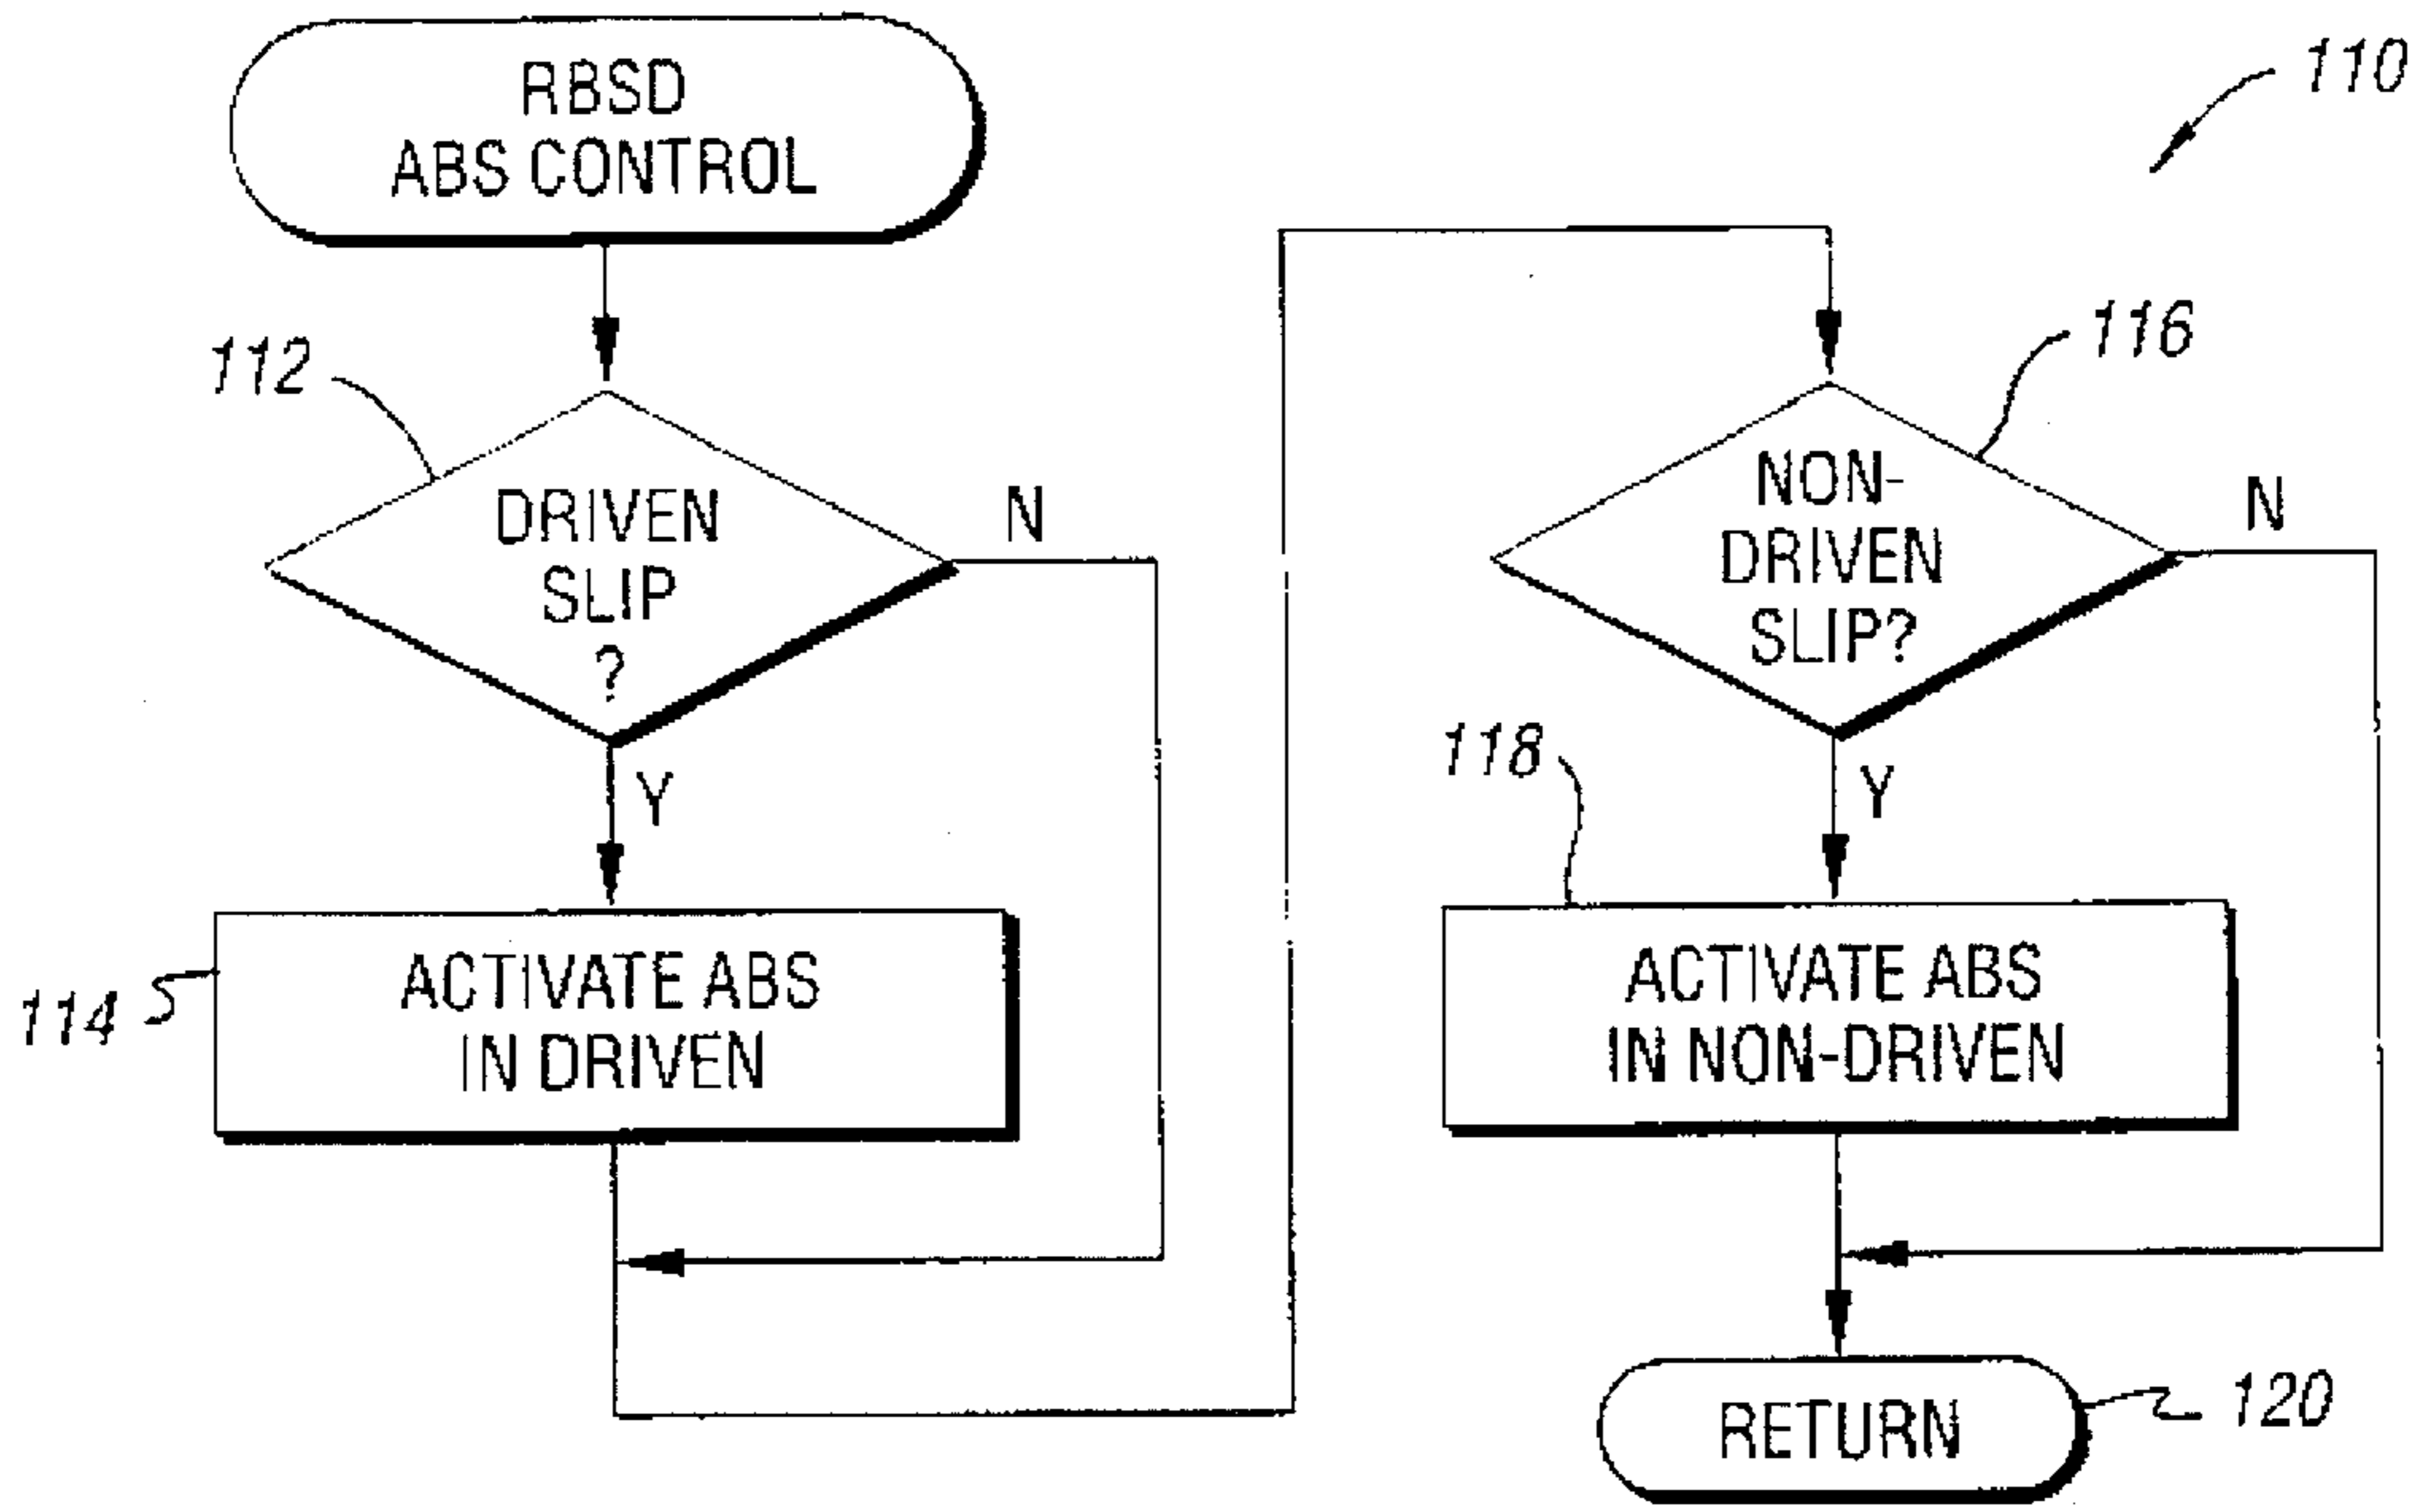 RBSD
ABS CONTROL
112
DRIVEN
SLIP
?
N
Y
114
ACTIVATE ABS
IN DRIVEN
110
116
NON-
DRIVEN
SLIP?
N
Y
118
ACTIVATE ABS
IN NON-DRIVEN
RETURN
120